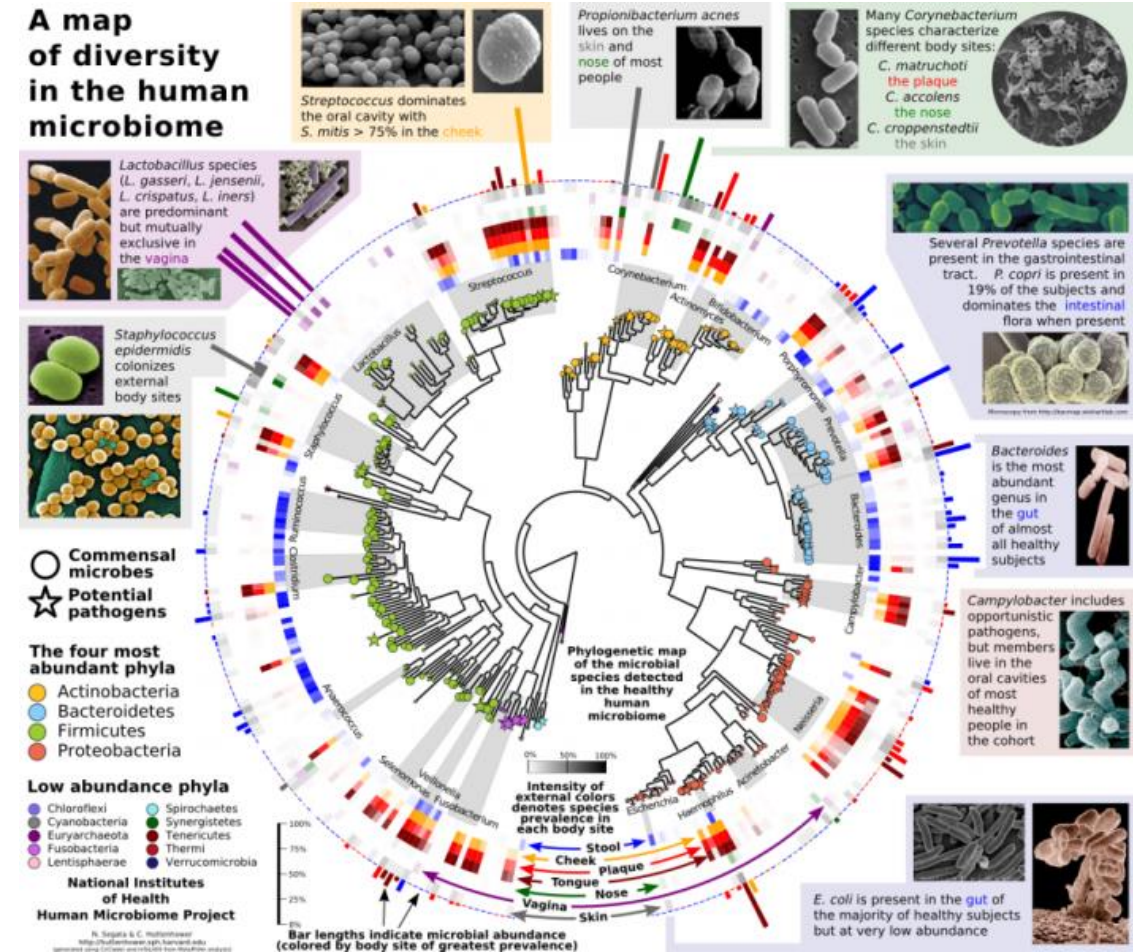 A map
of diversity
in the human
microbiome
Streptococcus dominates
the oral cavity with
S. mitis > 75% in the cheek
Propionibacterium acnes
lives on the
skin and
nose of most
people
Many Corynebacterium
species characterize
different body sites:
C. matruchoti
the plaque
C. accolens
the nose
C. croppenstedtii
the skin
Lactobacillus species
(L. gasseri, L. jensenii,
L. crispatus, L. iners)
are predominant
but mutually
exclusive in
the vagina
Several Prevotella species are
present in the gastrointestinal
tract. P. copri is present in
19% of the subjects and
dominates the intestinal
flora when present
Staphylococcus
epidermidis
colonizes
external
body sites
Bacteroides
is the most
abundant
genus in
the gut
of almost
all healthy
subjects
Campylobacter includes
opportunistic
pathogens,
but members
live in the
oral cavities
of most
healthy
people in
the cohort
E. coli is present in the gut of
the majority of healthy subjects
but at very low abundance
Commensal
microbes
Potential
pathogens
The four most
abundant phyla
Actinobacteria
Bacteroidetes
Firmicutes
Proteobacteria
Low abundance phyla
Chloroflexi
Cyanobacteria
Euryarchaeota
Fusobacteria
Lentisphaerae
Spirochaetes
Synergistetes
Tenericutes
Thermi
Verrucomicrobia
National Institutes
of Health
Human Microbiome Project
N. Segata & C. Huttenhower
http://huttenhower.sph.harvard.edu
Streptococcus
Corynebacterium
Actinomyces
Bifidobacterium
Porphyromonas
Prevotella
Bacteroides
Campylobacter
Neisseria
Acinetobacter
Haemophilus
Escherichia
Fusobacterium
Veillonella
Selenomonas
Anaerococcus
Clostridium
Ruminococcus
Staphylococcus
Lactobacillus
Phylogenetic map
of the microbial
species detected
in the healthy
human
microbiome
0% 50% 100%
Intensity of
external colors
denotes species
prevalence in
each body site
Stool
Cheek
Plaque
Tongue
Nose
Vagina
Skin
100%
75%
50%
25%
0%
Bar lengths indicate microbial abundance
(colored by body site of greatest prevalence)